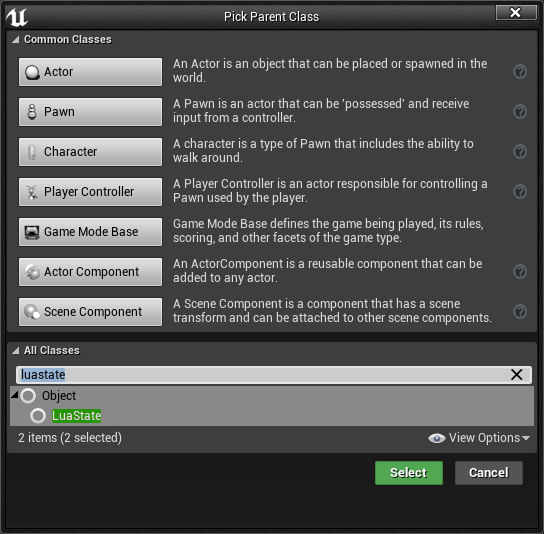 Pick Parent Class
Common Classes
Actor
An Actor is an object that can be placed or spawned in the
world.
Pawn
A Pawn is an actor that can be 'possessed' and receive
input from a controller.
Character
A character is a type of Pawn that includes the ability to
walk around.
Player Controller
A Player Controller is an actor responsible for controlling a
Pawn used by the player.
Game Mode Base
Game Mode Base defines the game being played, its rules,
scoring, and other facets of the game type.
Actor Component
An ActorComponent is a reusable component that can be
added to any actor.
Scene Component
A Scene Component is a component that has a scene
transform and can be attached to other scene components.
All Classes
luastate
Object
LuaState
2 items (2 selected)
View Options
Select
Cancel